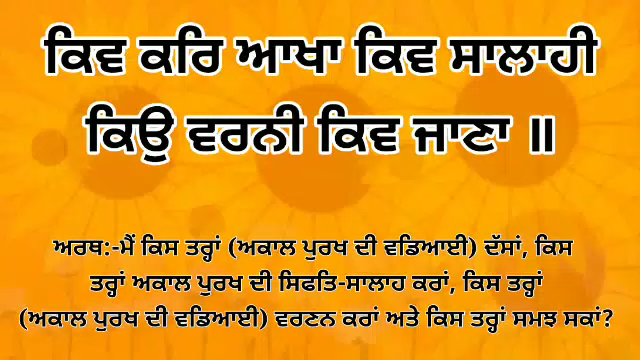 ਕਿਵ ਕਰਿ ਆਖਾ ਕਿਵ ਸਾਲਾਹੀ
ਕਿਉ ਵਰਨੀ ਕਿਵ ਜਾਣਾ ॥
ਅਰਥ:-ਮੈਂ ਕਿਸ ਤਰ੍ਹਾਂ (ਅਕਾਲ ਪੁਰਖ ਦੀ ਵਡਿਆਈ) ਦੱਸਾਂ, ਕਿਸ
ਤਰ੍ਹਾਂ ਅਕਾਲ ਪੁਰਖ ਦੀ ਸਿਫਤਿ-ਸਾਲਾਹ ਕਰਾਂ, ਕਿਸ ਤਰ੍ਹਾਂ
(ਅਕਾਲ ਪੁਰਖ ਦੀ ਵਡਿਆਈ) ਵਰਣਨ ਕਰਾਂ ਅਤੇ ਕਿਸ ਤਰ੍ਹਾਂ ਸਮਝ ਸਕਾਂ?